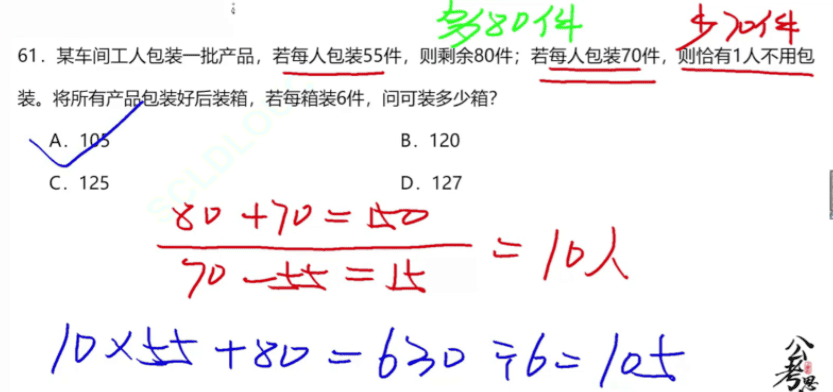 多80件 少70件
61. 某车间工人包装一批产品，若每人包装55件，则剩余80件；若每人包装70件，则恰有1人不用包
装。将所有产品包装好后装箱，若每箱装6件，问可装多少箱？
A. 105 B. 120
C. 125 D. 127
80+70=150
70-55=15
=10人
10×55+80=630÷6=105
公考思